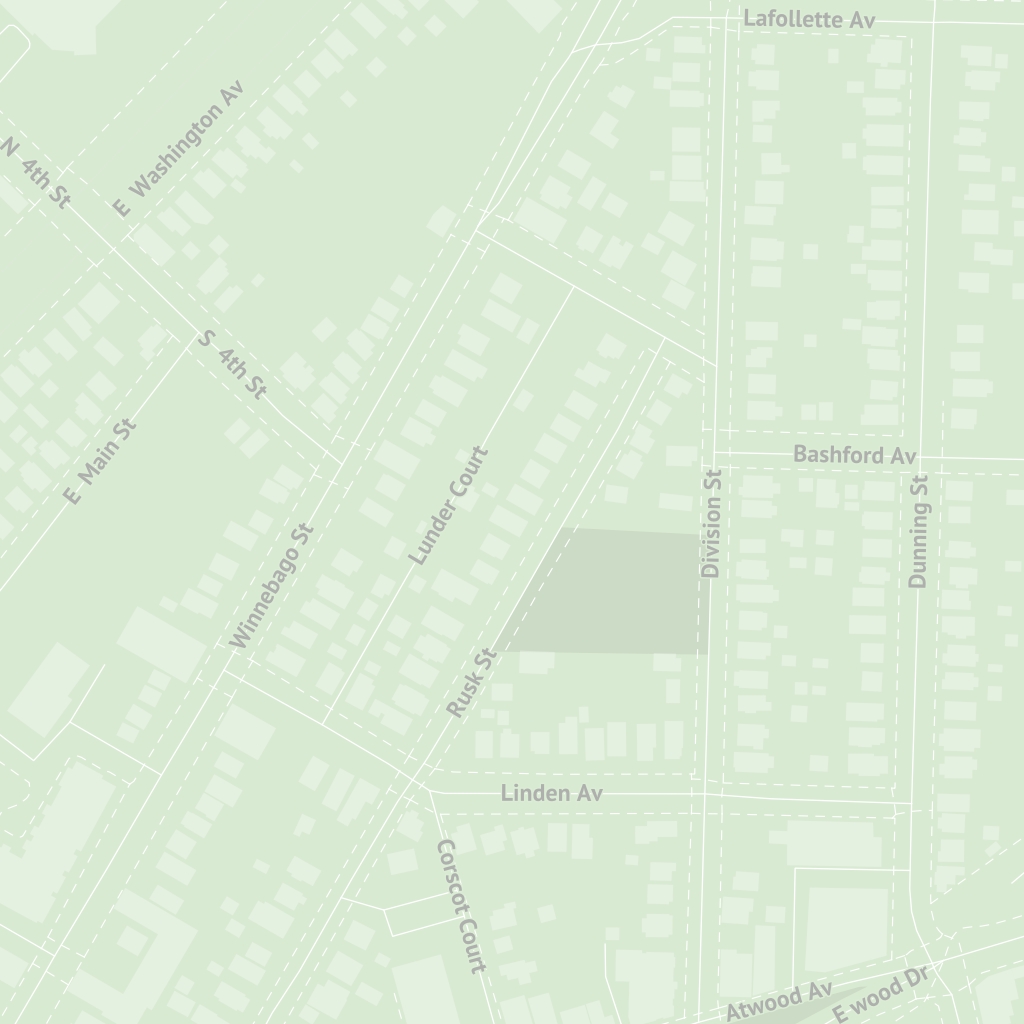 Lafollette Av
E Washington Av
N 4th St
S 4th St
E Main St
Bashford Av
Lunder Court
Division St
Dunning St
Winnebago St
Rusk St
Linden Av
Corscot Court
Atwood Av
E wood Dr